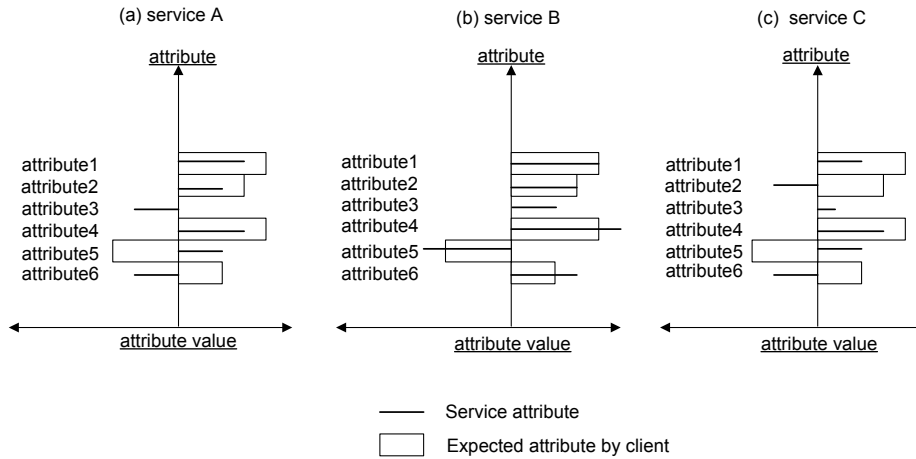 (a) service A
attribute
attribute1
attribute2
attribute3
attribute4
attribute5
attribute6
attribute value
(b) service B
attribute
attribute1
attribute2
attribute3
attribute4
attribute5
attribute6
attribute value
(c) service C
attribute
attribute1
attribute2
attribute3
attribute4
attribute5
attribute6
attribute value
Service attribute
Expected attribute by client